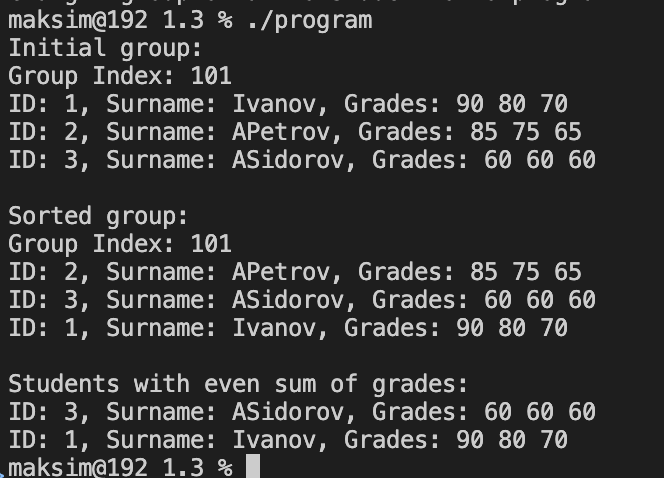 maksim@192 1.3 % ./program
Initial group:
Group Index: 101
ID: 1, Surname: Ivanov, Grades: 90 80 70
ID: 2, Surname: APetrov, Grades: 85 75 65
ID: 3, Surname: ASidorov, Grades: 60 60 60

Sorted group:
Group Index: 101
ID: 2, Surname: APetrov, Grades: 85 75 65
ID: 3, Surname: ASidorov, Grades: 60 60 60
ID: 1, Surname: Ivanov, Grades: 90 80 70

Students with even sum of grades:
ID: 3, Surname: ASidorov, Grades: 60 60 60
ID: 1, Surname: Ivanov, Grades: 90 80 70
maksim@192 1.3 %